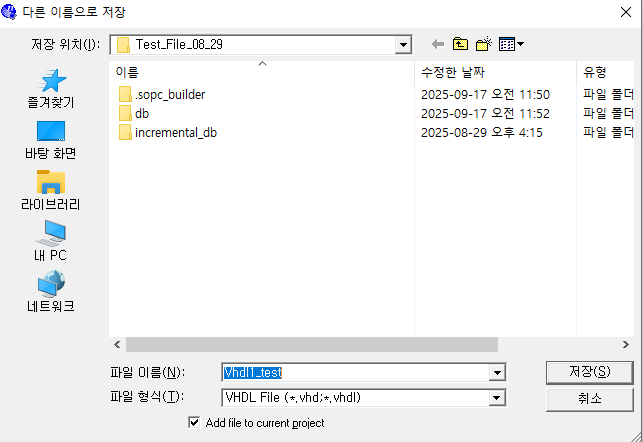 다른 이름으로 저장
저장 위치(I): Test_File_08_29
이름 수정한 날짜 유형
.sopc_builder 2025-09-17 오전 11:50 파일 폴더
db 2025-09-17 오전 11:52 파일 폴더
incremental_db 2025-08-29 오후 4:15 파일 폴더
즐겨찾기
바탕 화면
라이브러리
내 PC
네트워크
파일 이름(N): Vhdl1_test 저장(S)
파일 형식(T): VHDL File (*.vhd;*.vhdl) 취소
Add file to current project